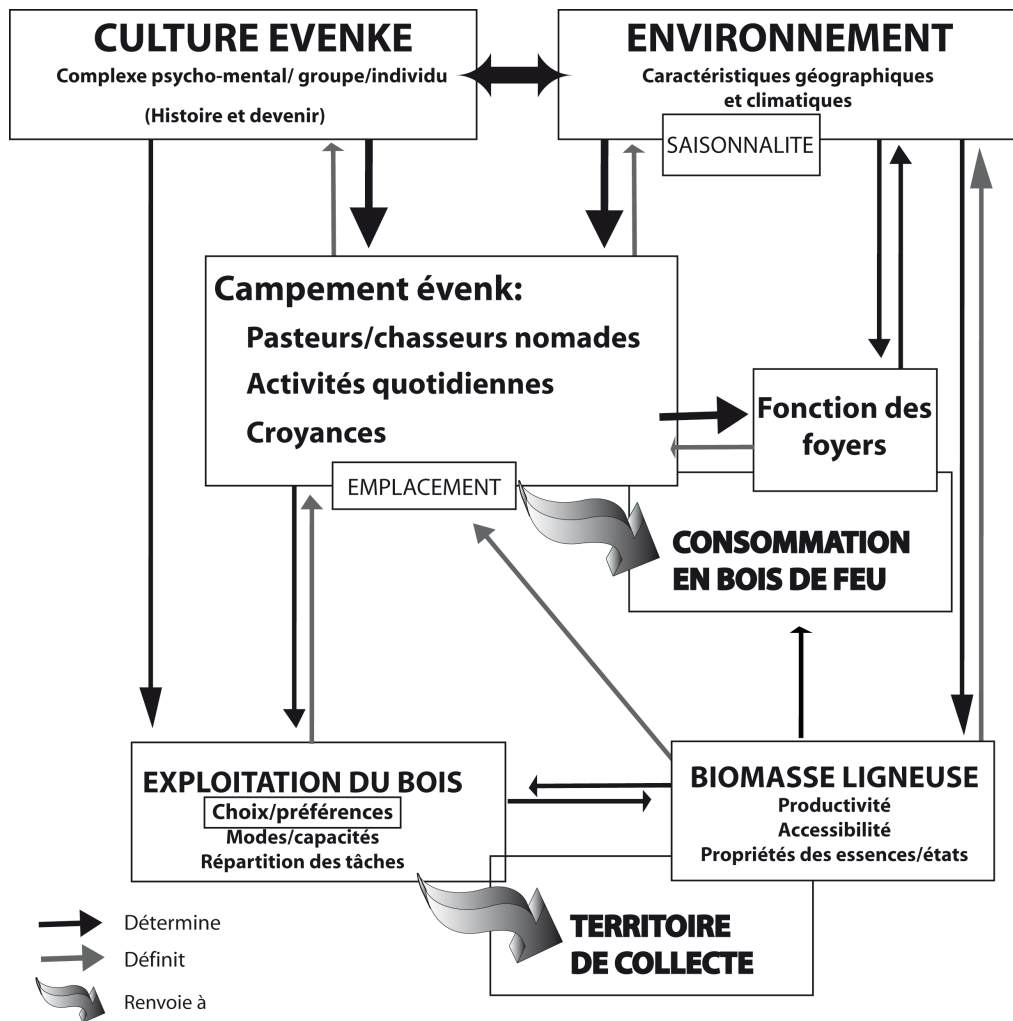 CULTURE EVENKE
Complexe psycho-mental/ groupe/individu
(Histoire et devenir)
ENVIRONNEMENT
Caractéristiques géographiques
et climatiques
SAISONNALITE
Campement évenk:
Pasteurs/chasseurs nomades
Activités quotidiennes
Croyances
EMPLACEMENT
Fonction des
foyers
CONSOMMATION
EN BOIS DE FEU
EXPLOITATION DU BOIS
Choix/préférences
Modes/capacités
Répartition des tâches
BIOMASSE LIGNEUSE
Productivité
Accessibilité
Propriétés des essences/états
TERRITOIRE
DE COLLECTE
Détermine
Définit
Renvoie à